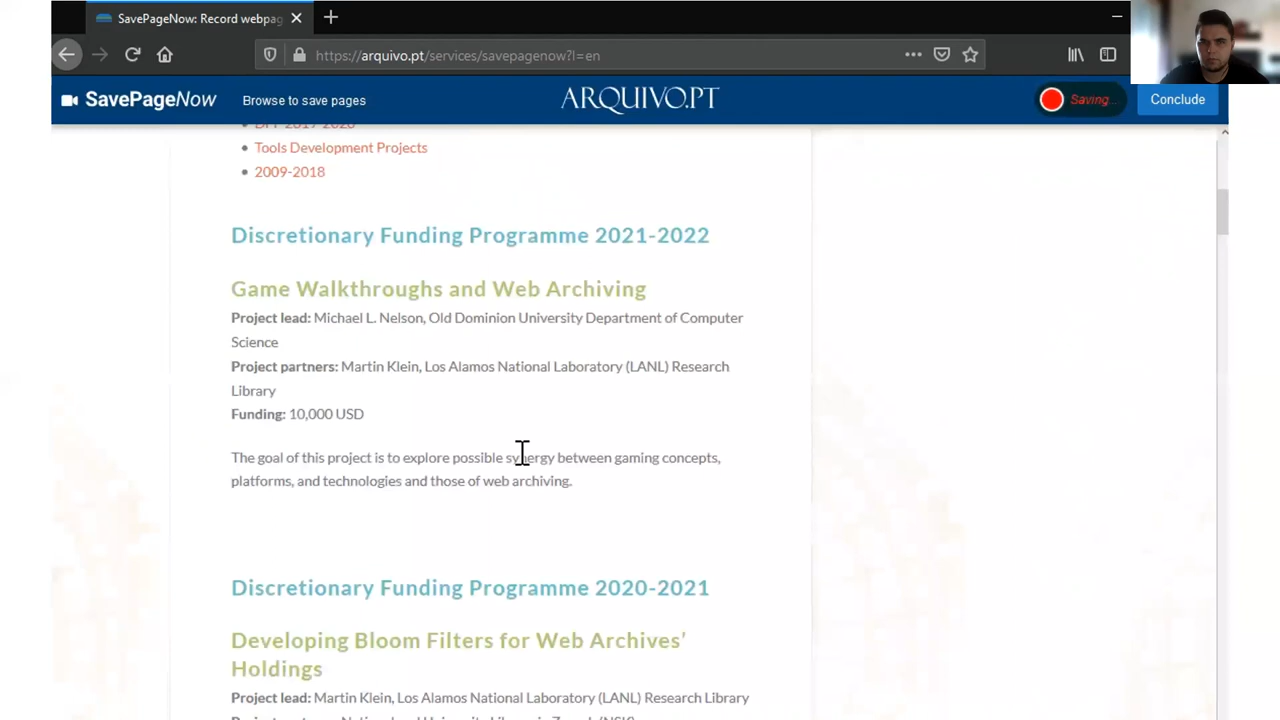 SavePageNow: Record webpag
https://arquivo.pt/services/savepagenow?l=en
SavePageNow
Browse to save pages
ARQUIVO.PT
Saving...
Conclude
Tools Development Projects
2009-2018
Discretionary Funding Programme 2021-2022
Game Walkthroughs and Web Archiving
Project lead: Michael L. Nelson, Old Dominion University Department of Computer
Science
Project partners: Martin Klein, Los Alamos National Laboratory (LANL) Research
Library
Funding: 10,000 USD
The goal of this project is to explore possible synergy between gaming concepts,
platforms, and technologies and those of web archiving.
Discretionary Funding Programme 2020-2021
Developing Bloom Filters for Web Archives'
Holdings
Project lead: Martin Klein, Los Alamos National Laboratory (LANL) Research Library